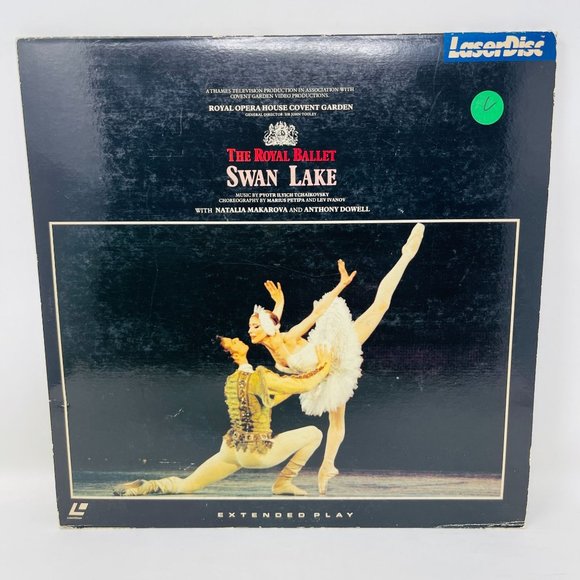 LaserDisc
A THAMES TELEVISION PRODUCTION IN ASSOCIATION WITH
COVENT GARDEN VIDEO PRODUCTIONS.
ROYAL OPERA HOUSE COVENT GARDEN
GENERAL DIRECTOR SIR JOHN TOOLEY
THE ROYAL BALLET
SWAN LAKE
MUSIC BY PYOTR ILYICH TCHAIKOVSKY
CHOREOGRAPHY BY MARIUS PETIPA AND LEV IVANOV
WITH NATALIA MAKAROVA AND ANTHONY DOWELL
EXTENDED PLAY